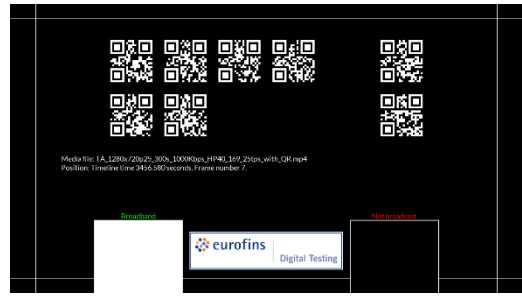 Media file: TA_1280x720p25_300s_1000Kbps_HP40_169_25fps_with_QR.mp4
Position: Timeline time 3456.580 seconds. Frame number 7.
Broadband
Not broadcast
eurofins
Digital Testing